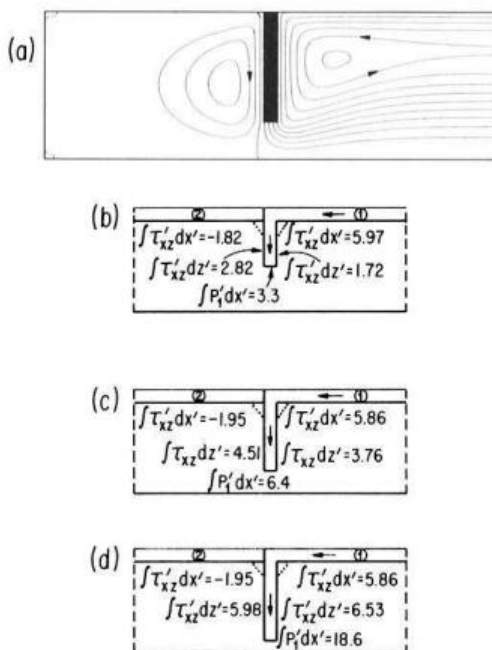 (a)
(b)
② ①
∫τ'xz dx'=-1.82 ∫τ'xz dx'=5.97
∫τ'xz dz'=2.82 ∫τ'xz dz'=1.72
∫P'1 dx'=3.3
(c)
② ①
∫τ'xz dx'=-1.95 ∫τ'xz dx'=5.86
∫τxz dz'=4.51 ∫τ'xz dz'=3.76
∫P'1 dx'=6.4
(d)
② ①
∫τ'xz dx'=-1.95 ∫τ'xz dx'=5.86
∫τ'xz dz'=5.98 ∫τ'xz dz'=6.53
∫P'1 dx'=18.6